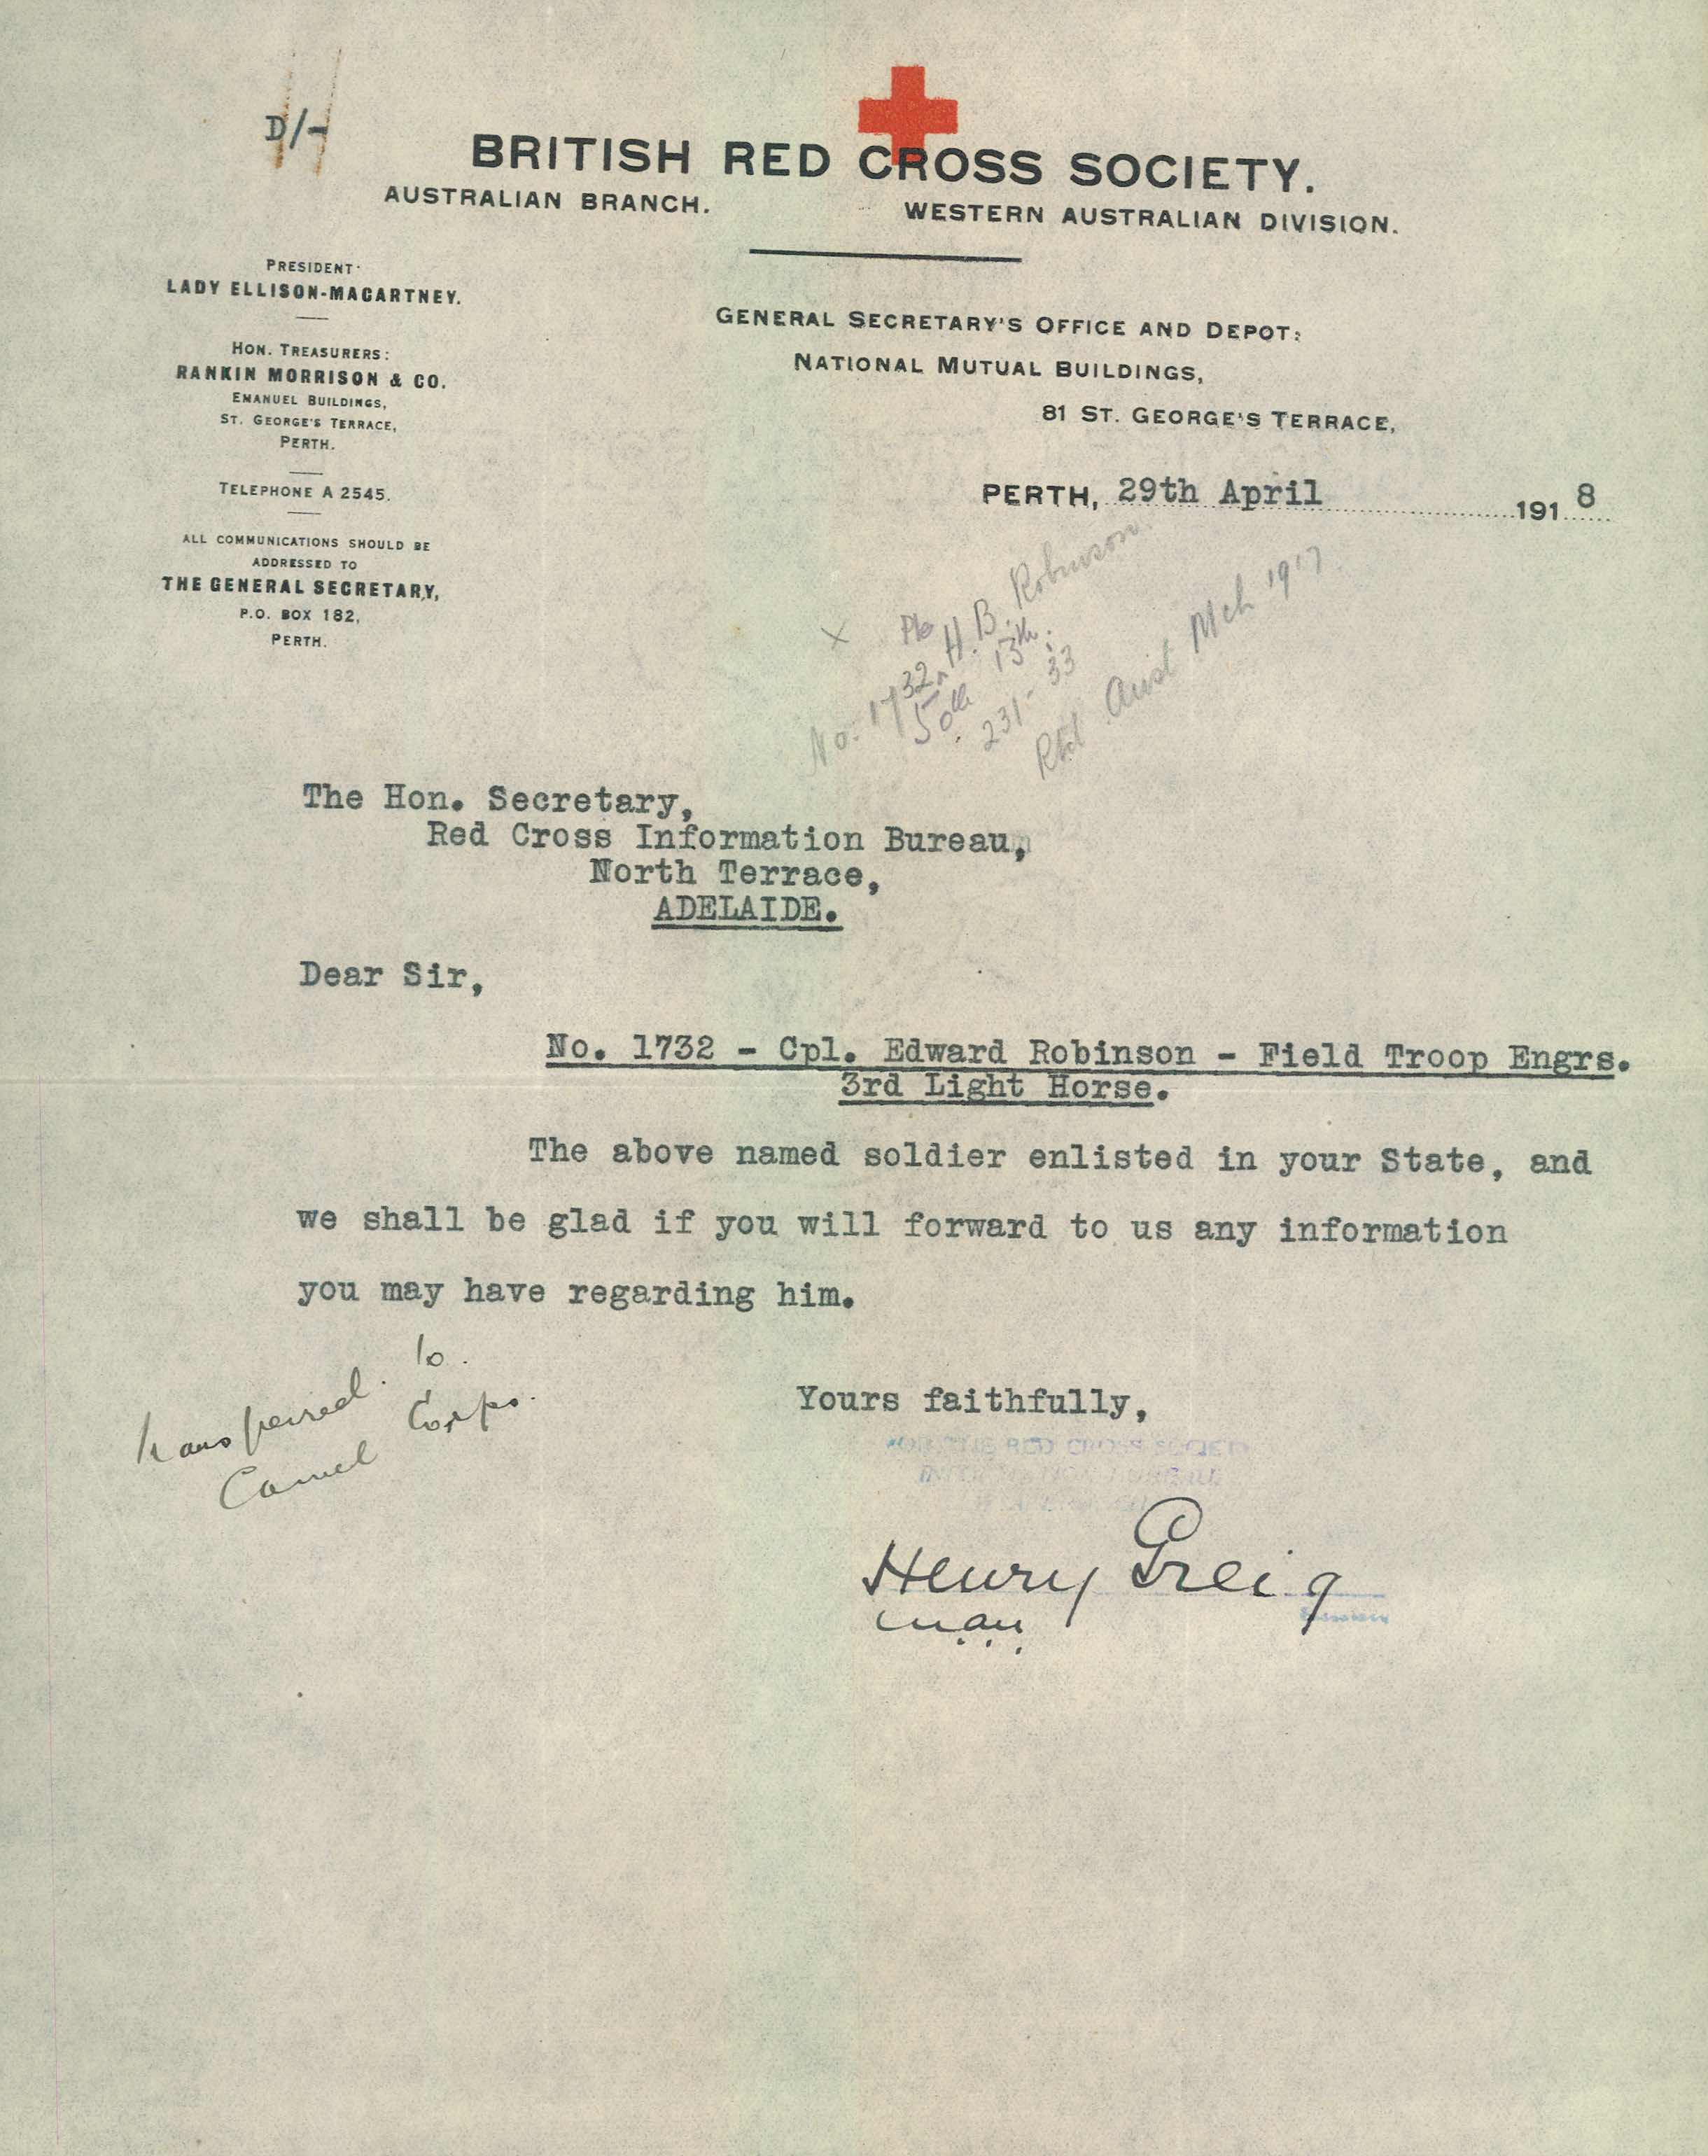 D/-
BRITISH RED CROSS SOCIETY.
AUSTRALIAN BRANCH. WESTERN AUSTRALIAN DIVISION.
PRESIDENT:
LADY ELLISON-MACARTNEY.
HON. TREASURERS:
RANKIN MORRISON & CO.
EMANUEL BUILDINGS,
ST. GEORGE'S TERRACE,
PERTH.
TELEPHONE A 2545.
ALL COMMUNICATIONS SHOULD BE
ADDRESSED TO
THE GENERAL SECRETARY,
P.O. BOX 182,
PERTH.
GENERAL SECRETARY'S OFFICE AND DEPOT:
NATIONAL MUTUAL BUILDINGS,
81 ST. GEORGE'S TERRACE,
PERTH, 29th April 1918
x Pte H. B. Robinson
No. 1732A 13th.
50th. 231-33
Rtd Aust Mch 1917.
The Hon. Secretary,
Red Cross Information Bureau,
North Terrace,
ADELAIDE.
Dear Sir,
No. 1732 - Cpl. Edward Robinson - Field Troop Engrs.
3rd Light Horse.
The above named soldier enlisted in your State, and
we shall be glad if you will forward to us any information
you may have regarding him.
transferred to
Camel Corps.
Yours faithfully,
RED CROSS SOCIET
Henry Greig